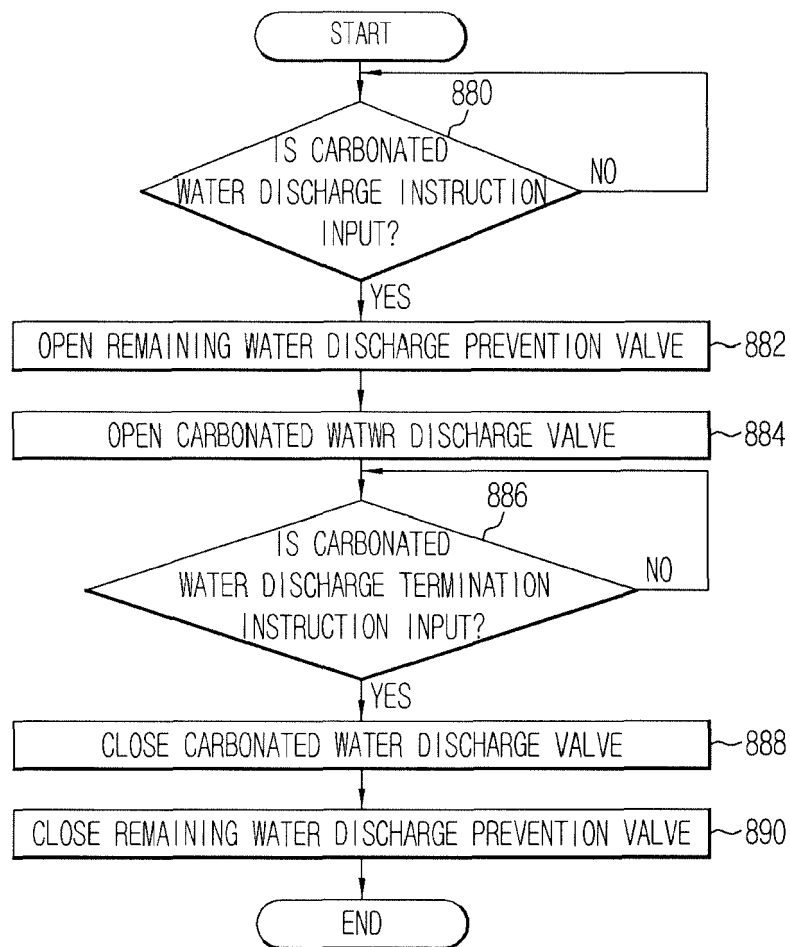 START
880
IS CARBONATED
WATER DISCHARGE INSTRUCTION
INPUT?
NO
YES
OPEN REMAINING WATER DISCHARGE PREVENTION VALVE
882
OPEN CARBONATED WATWR DISCHARGE VALVE
884
886
IS CARBONATED
WATER DISCHARGE TERMINATION
INSTRUCTION INPUT?
NO
YES
CLOSE CARBONATED WATER DISCHARGE VALVE
888
CLOSE REMAINING WATER DISCHARGE PREVENTION VALVE
890
END